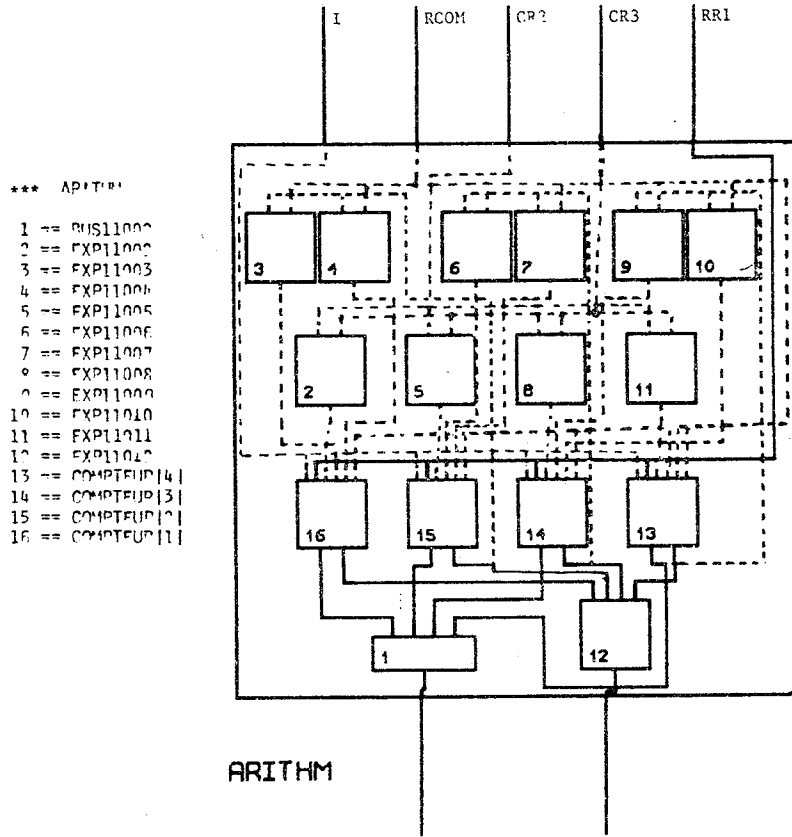 I RCOM CR2 CR3 RR1
*** ARITHM
1 == BUS11002
2 == EXP11002
3 == EXP11003
4 == EXP11004
5 == EXP11005
6 == EXP11006
7 == EXP11007
8 == EXP11008
9 == EXP11009
10 == EXP11010
11 == EXP11011
12 == EXP11012
13 == COMPTEUR[4]
14 == COMPTEUR[3]
15 == COMPTEUR[2]
16 == COMPTEUR[1]
3 4 6 7 9 10
2 5 8 11
16 15 14 13
1 12
ARITHM